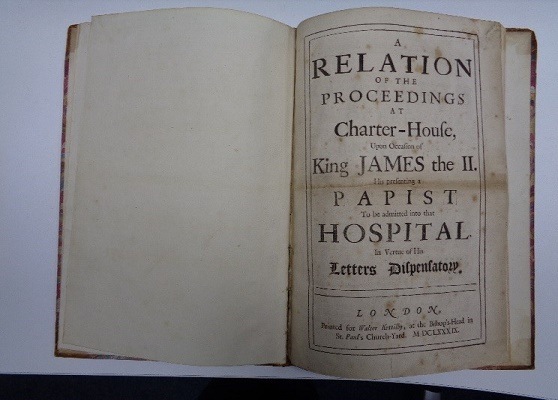 A
RELATION
OF THE
PROCEEDINGS
AT
Charter-Houſe,
Upon Occaſion of
King JAMES the II.
His preſenting a
PAPIST
To be admitted into that
HOSPITAL.
In Vertue of His
Letters Diſpenſatory.
LONDON,
Printed for Walter Kettilby, at the Biſhop's-Head in
St. Paul's Church-Yard. MDCLXXXIX.